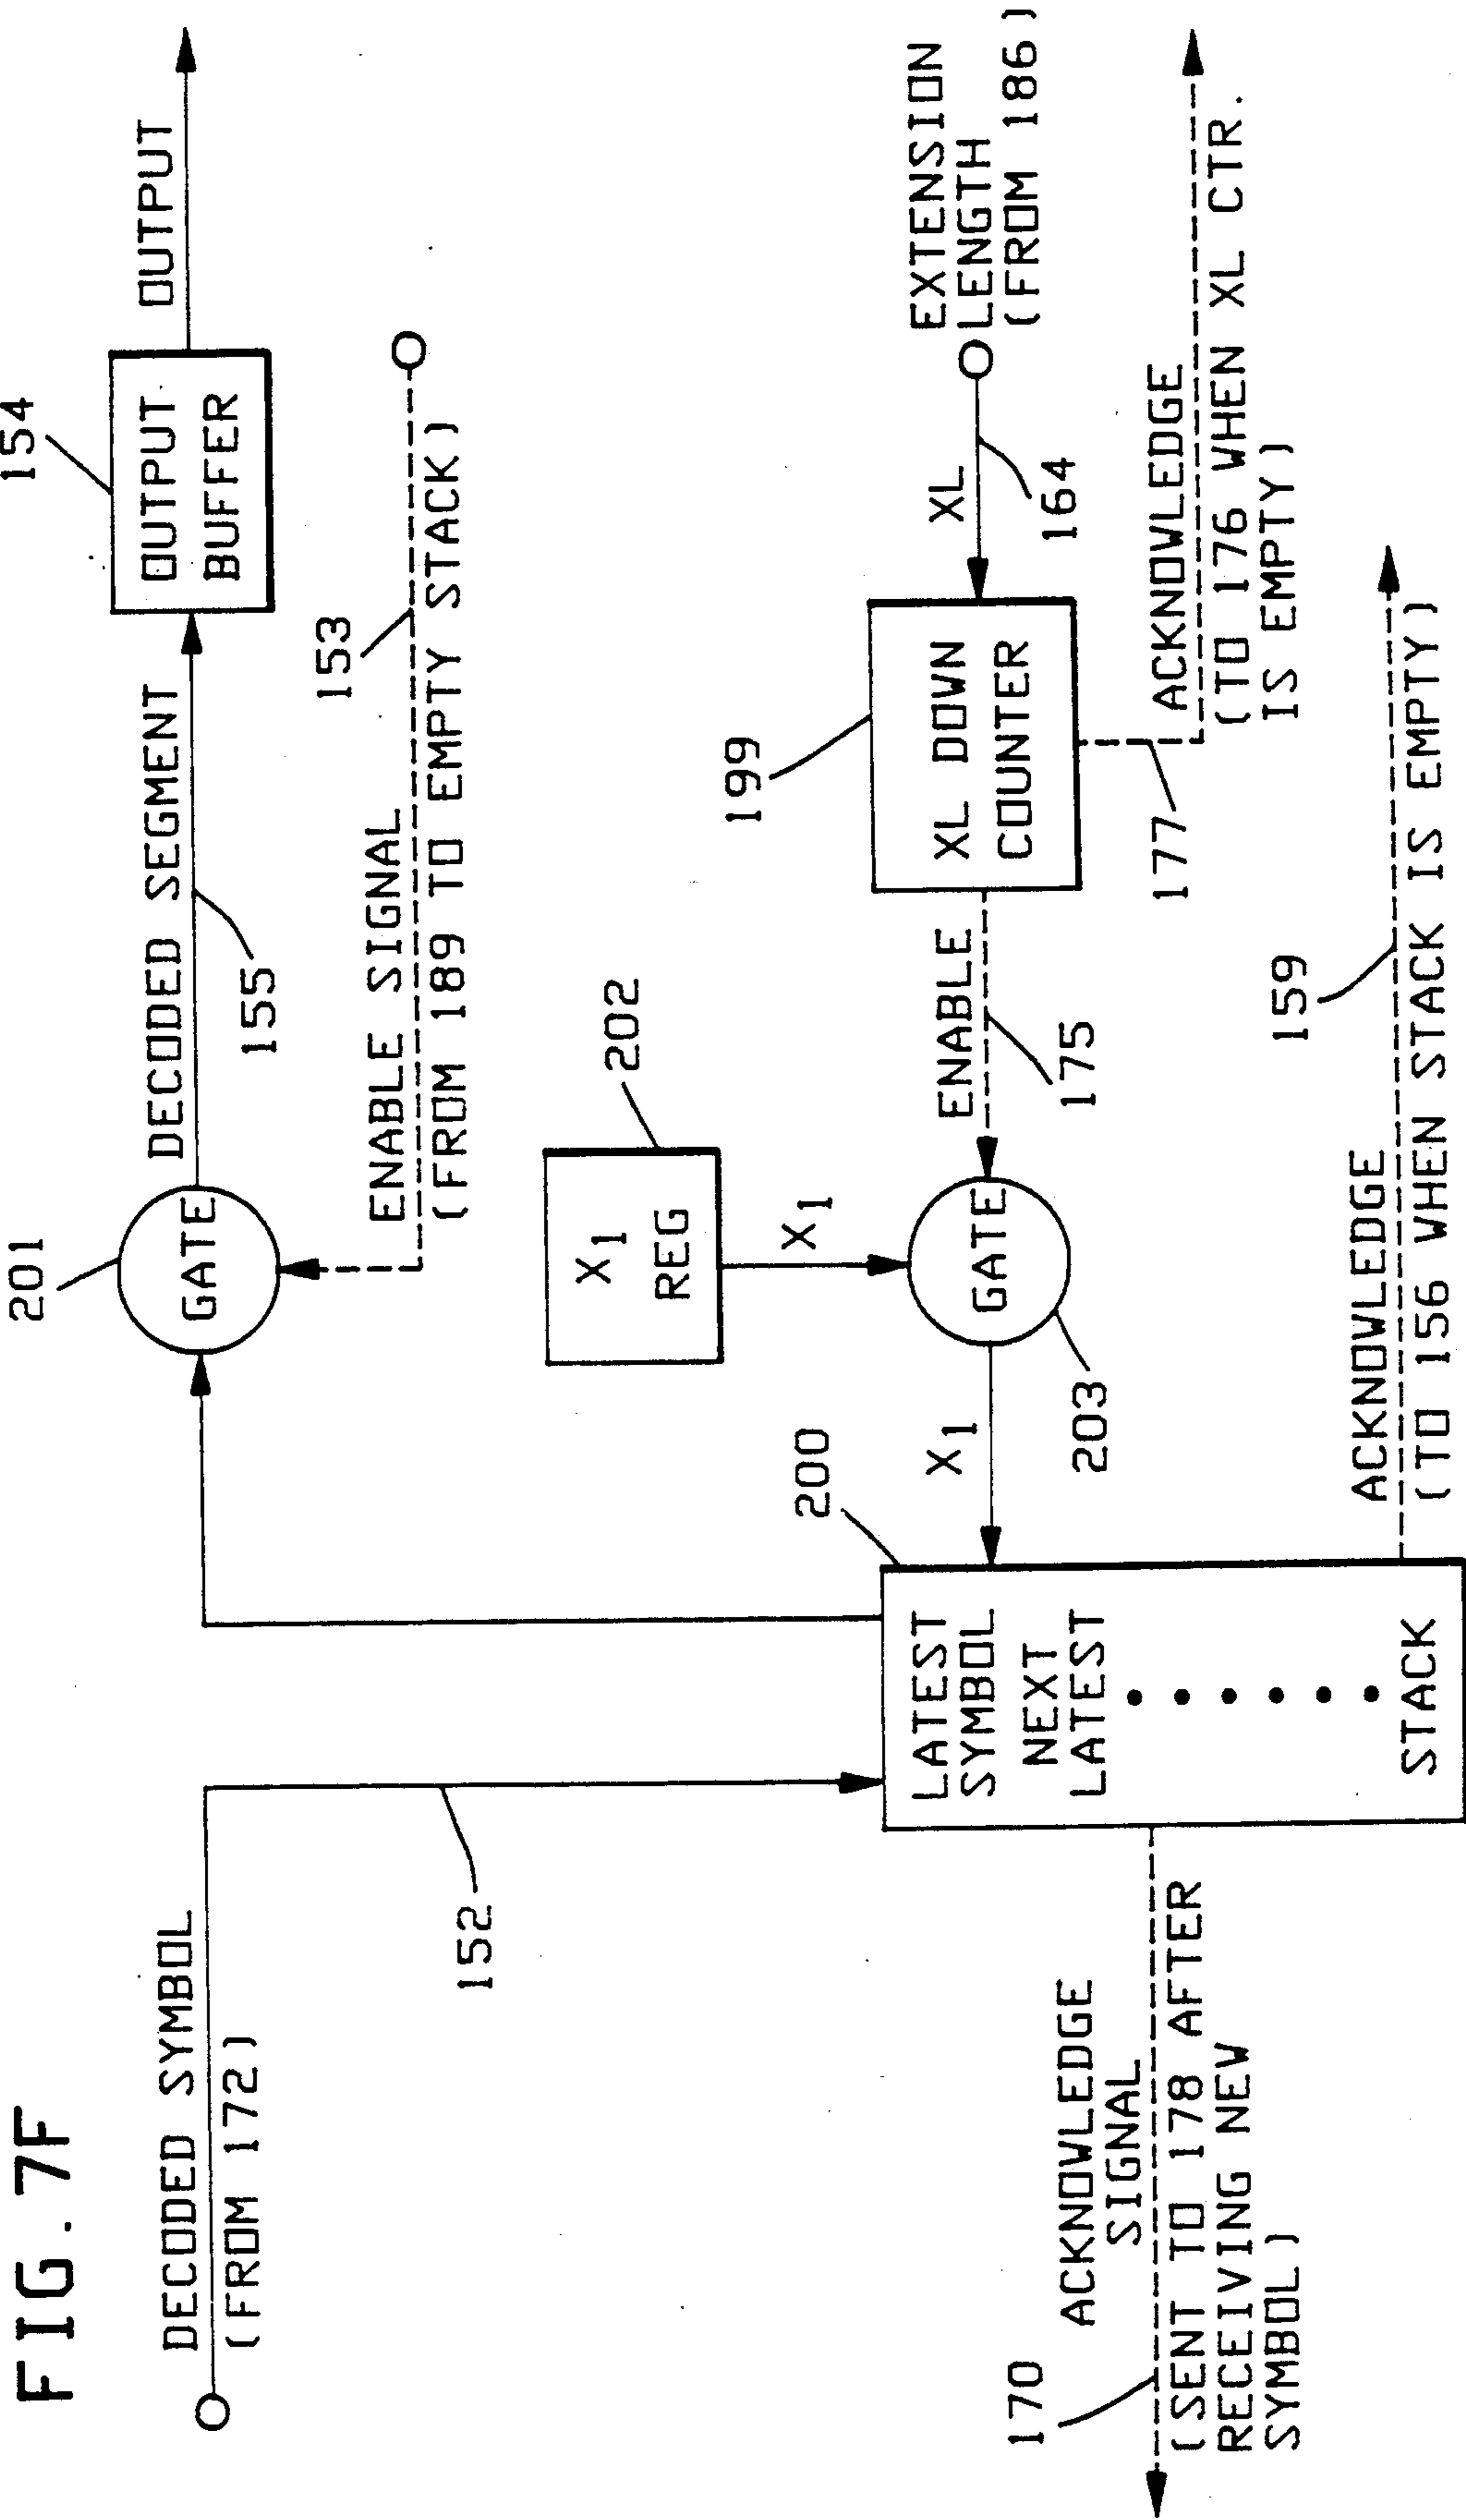 FIG. 7F
DECODED SYMBOL
(FROM 172)
152
201
GATE
DECODED SEGMENT
155
154
OUTPUT
BUFFER
OUTPUT
153
ENABLE SIGNAL
(FROM 189 TO EMPTY STACK)
202
X1
REG
X1
GATE
203
X1
200
ENABLE
175
199
XL DOWN
COUNTER
XL
164
EXTENSION
LENGTH
(FROM 186)
177
ACKNOWLEDGE
(TO 176 WHEN XL CTR.
IS EMPTY)
LATEST
SYMBOL
NEXT
LATEST
STACK
159
ACKNOWLEDGE
(TO 156 WHEN STACK IS EMPTY)
170
ACKNOWLEDGE
SIGNAL
(SENT TO 178 AFTER
RECEIVING NEW
SYMBOL)